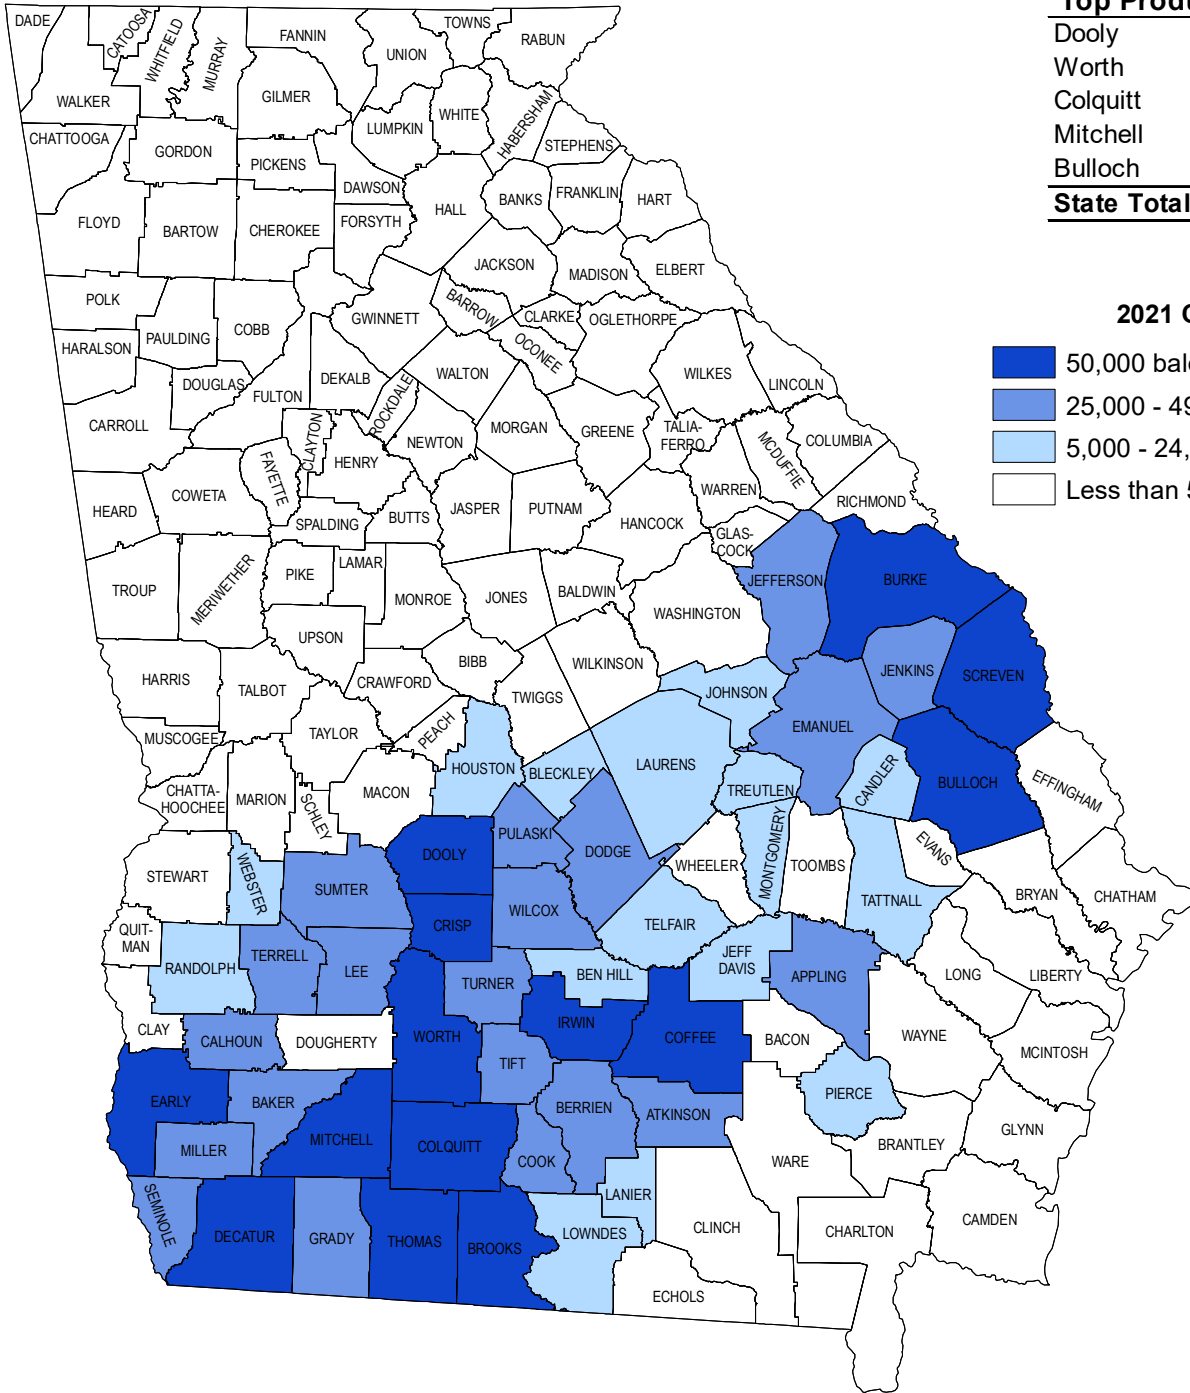 Top Produ
Dooly
Worth
Colquitt
Mitchell
Bulloch
State Total
2021 C
50,000 bale
25,000 - 49
5,000 - 24,
Less than 5
DADE
CATOOSA
WHITFIELD
MURRAY
FANNIN
UNION
TOWNS
RABUN
WALKER
GILMER
LUMPKIN
WHITE
HABERSHAM
STEPHENS
CHATTOOGA
GORDON
PICKENS
DAWSON
BANKS
FRANKLIN
HART
FLOYD
BARTOW
CHEROKEE
FORSYTH
HALL
JACKSON
MADISON
ELBERT
POLK
PAULDING
COBB
GWINNETT
BARROW
CLARKE
OCONEE
OGLETHORPE
HARALSON
DOUGLAS
FULTON
DEKALB
ROCKDALE
WALTON
WILKES
LINCOLN
CARROLL
CLAYTON
FAYETTE
HENRY
NEWTON
MORGAN
GREENE
TALIA-
FERRO
MCDUFFIE
COLUMBIA
HEARD
COWETA
SPALDING
BUTTS
JASPER
PUTNAM
HANCOCK
WARREN
GLAS-
COCK
RICHMOND
TROUP
MERIWETHER
PIKE
LAMAR
MONROE
JONES
BALDWIN
WASHINGTON
JEFFERSON
BURKE
UPSON
BIBB
WILKINSON
JENKINS
SCREVEN
HARRIS
TALBOT
CRAWFORD
TWIGGS
JOHNSON
EMANUEL
MUSCOGEE
TAYLOR
PEACH
HOUSTON
BLECKLEY
LAURENS
TREUTLEN
CANDLER
BULLOCH
EFFINGHAM
CHATTA-
HOOCHEE
MARION
SCHLEY
MACON
DOOLY
PULASKI
DODGE
WHEELER
MONTGOMERY
TOOMBS
EVANS
STEWART
WEBSTER
SUMTER
CRISP
WILCOX
TELFAIR
TATTNALL
BRYAN
CHATHAM
QUIT-
MAN
RANDOLPH
TERRELL
LEE
TURNER
BEN HILL
JEFF
DAVIS
APPLING
LONG
LIBERTY
CLAY
CALHOUN
DOUGHERTY
WORTH
IRWIN
COFFEE
BACON
WAYNE
MCINTOSH
TIFT
PIERCE
EARLY
BAKER
MITCHELL
BERRIEN
ATKINSON
MILLER
COLQUITT
COOK
WARE
BRANTLEY
GLYNN
SEMINOLE
DECATUR
GRADY
THOMAS
BROOKS
LANIER
LOWNDES
CLINCH
CHARLTON
CAMDEN
ECHOLS